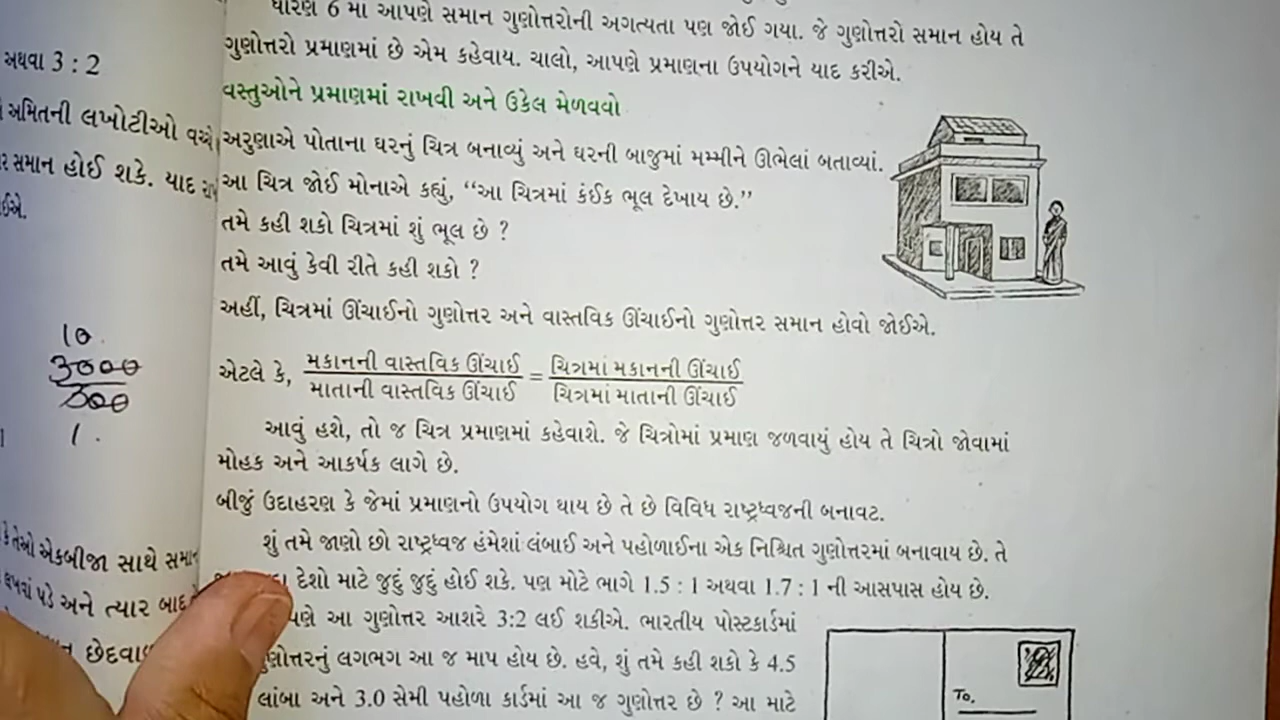 અથવા 3 : 2
અમિતની લખોટીઓ
સમાન હોઈ શકે. યાદ
10.
3000
300
1.
તેઓ એકબીજા સાથે
પડે અને ત્યાર બાદ
છેદવા
ધોરણ 6 માં આપણે સમાન ગુણોત્તરોની અગત્યતા પણ જોઈ ગયા. જે ગુણોત્તરો સમાન હોય તે
ગુણોત્તરો પ્રમાણમાં છે એમ કહેવાય. ચાલો, આપણે પ્રમાણના ઉપયોગને યાદ કરીએ.
વસ્તુઓને પ્રમાણમાં રાખવી અને ઉકેલ મેળવવો
અરુણાએ પોતાના ઘરનું ચિત્ર બનાવ્યું અને ઘરની બાજુમાં મમ્મીને ઊભેલાં બતાવ્યાં.
આ ચિત્ર જોઈ મોનાએ કહ્યું, “આ ચિત્રમાં કંઈક ભૂલ દેખાય છે.”
તમે કહી શકો ચિત્રમાં શું ભૂલ છે ?
તમે આવું કેવી રીતે કહી શકો ?
અહીં, ચિત્રમાં ઊંચાઈનો ગુણોત્તર અને વાસ્તવિક ઊંચાઈનો ગુણોત્તર સમાન હોવો જોઈએ.
એટલે કે, મકાનની વાસ્તવિક ઊંચાઈ / માતાની વાસ્તવિક ઊંચાઈ = ચિત્રમાં મકાનની ઊંચાઈ / ચિત્રમાં માતાની ઊંચાઈ
આવું હશે, તો જ ચિત્ર પ્રમાણમાં કહેવાશે. જે ચિત્રોમાં પ્રમાણ જળવાયું હોય તે ચિત્રો જોવામાં
મોહક અને આકર્ષક લાગે છે.
બીજું ઉદાહરણ કે જેમાં પ્રમાણનો ઉપયોગ થાય છે તે છે વિવિધ રાષ્ટ્રધ્વજની બનાવટ.
શું તમે જાણો છો રાષ્ટ્રધ્વજ હંમેશાં લંબાઈ અને પહોળાઈના એક નિશ્ચિત ગુણોત્તરમાં બનાવાય છે. તે
દેશો માટે જુદું જુદું હોઈ શકે. પણ મોટે ભાગે 1.5 : 1 અથવા 1.7 : 1 ની આસપાસ હોય છે.
આ ગુણોત્તર આશરે 3:2 લઈ શકીએ. ભારતીય પોસ્ટકાર્ડમાં
લગભગ આ જ માપ હોય છે. હવે, શું તમે કહી શકો કે 4.5
લાંબા અને 3.0 સેમી પહોળા કાર્ડમાં આ જ ગુણોત્તર છે ? આ માટે
To,